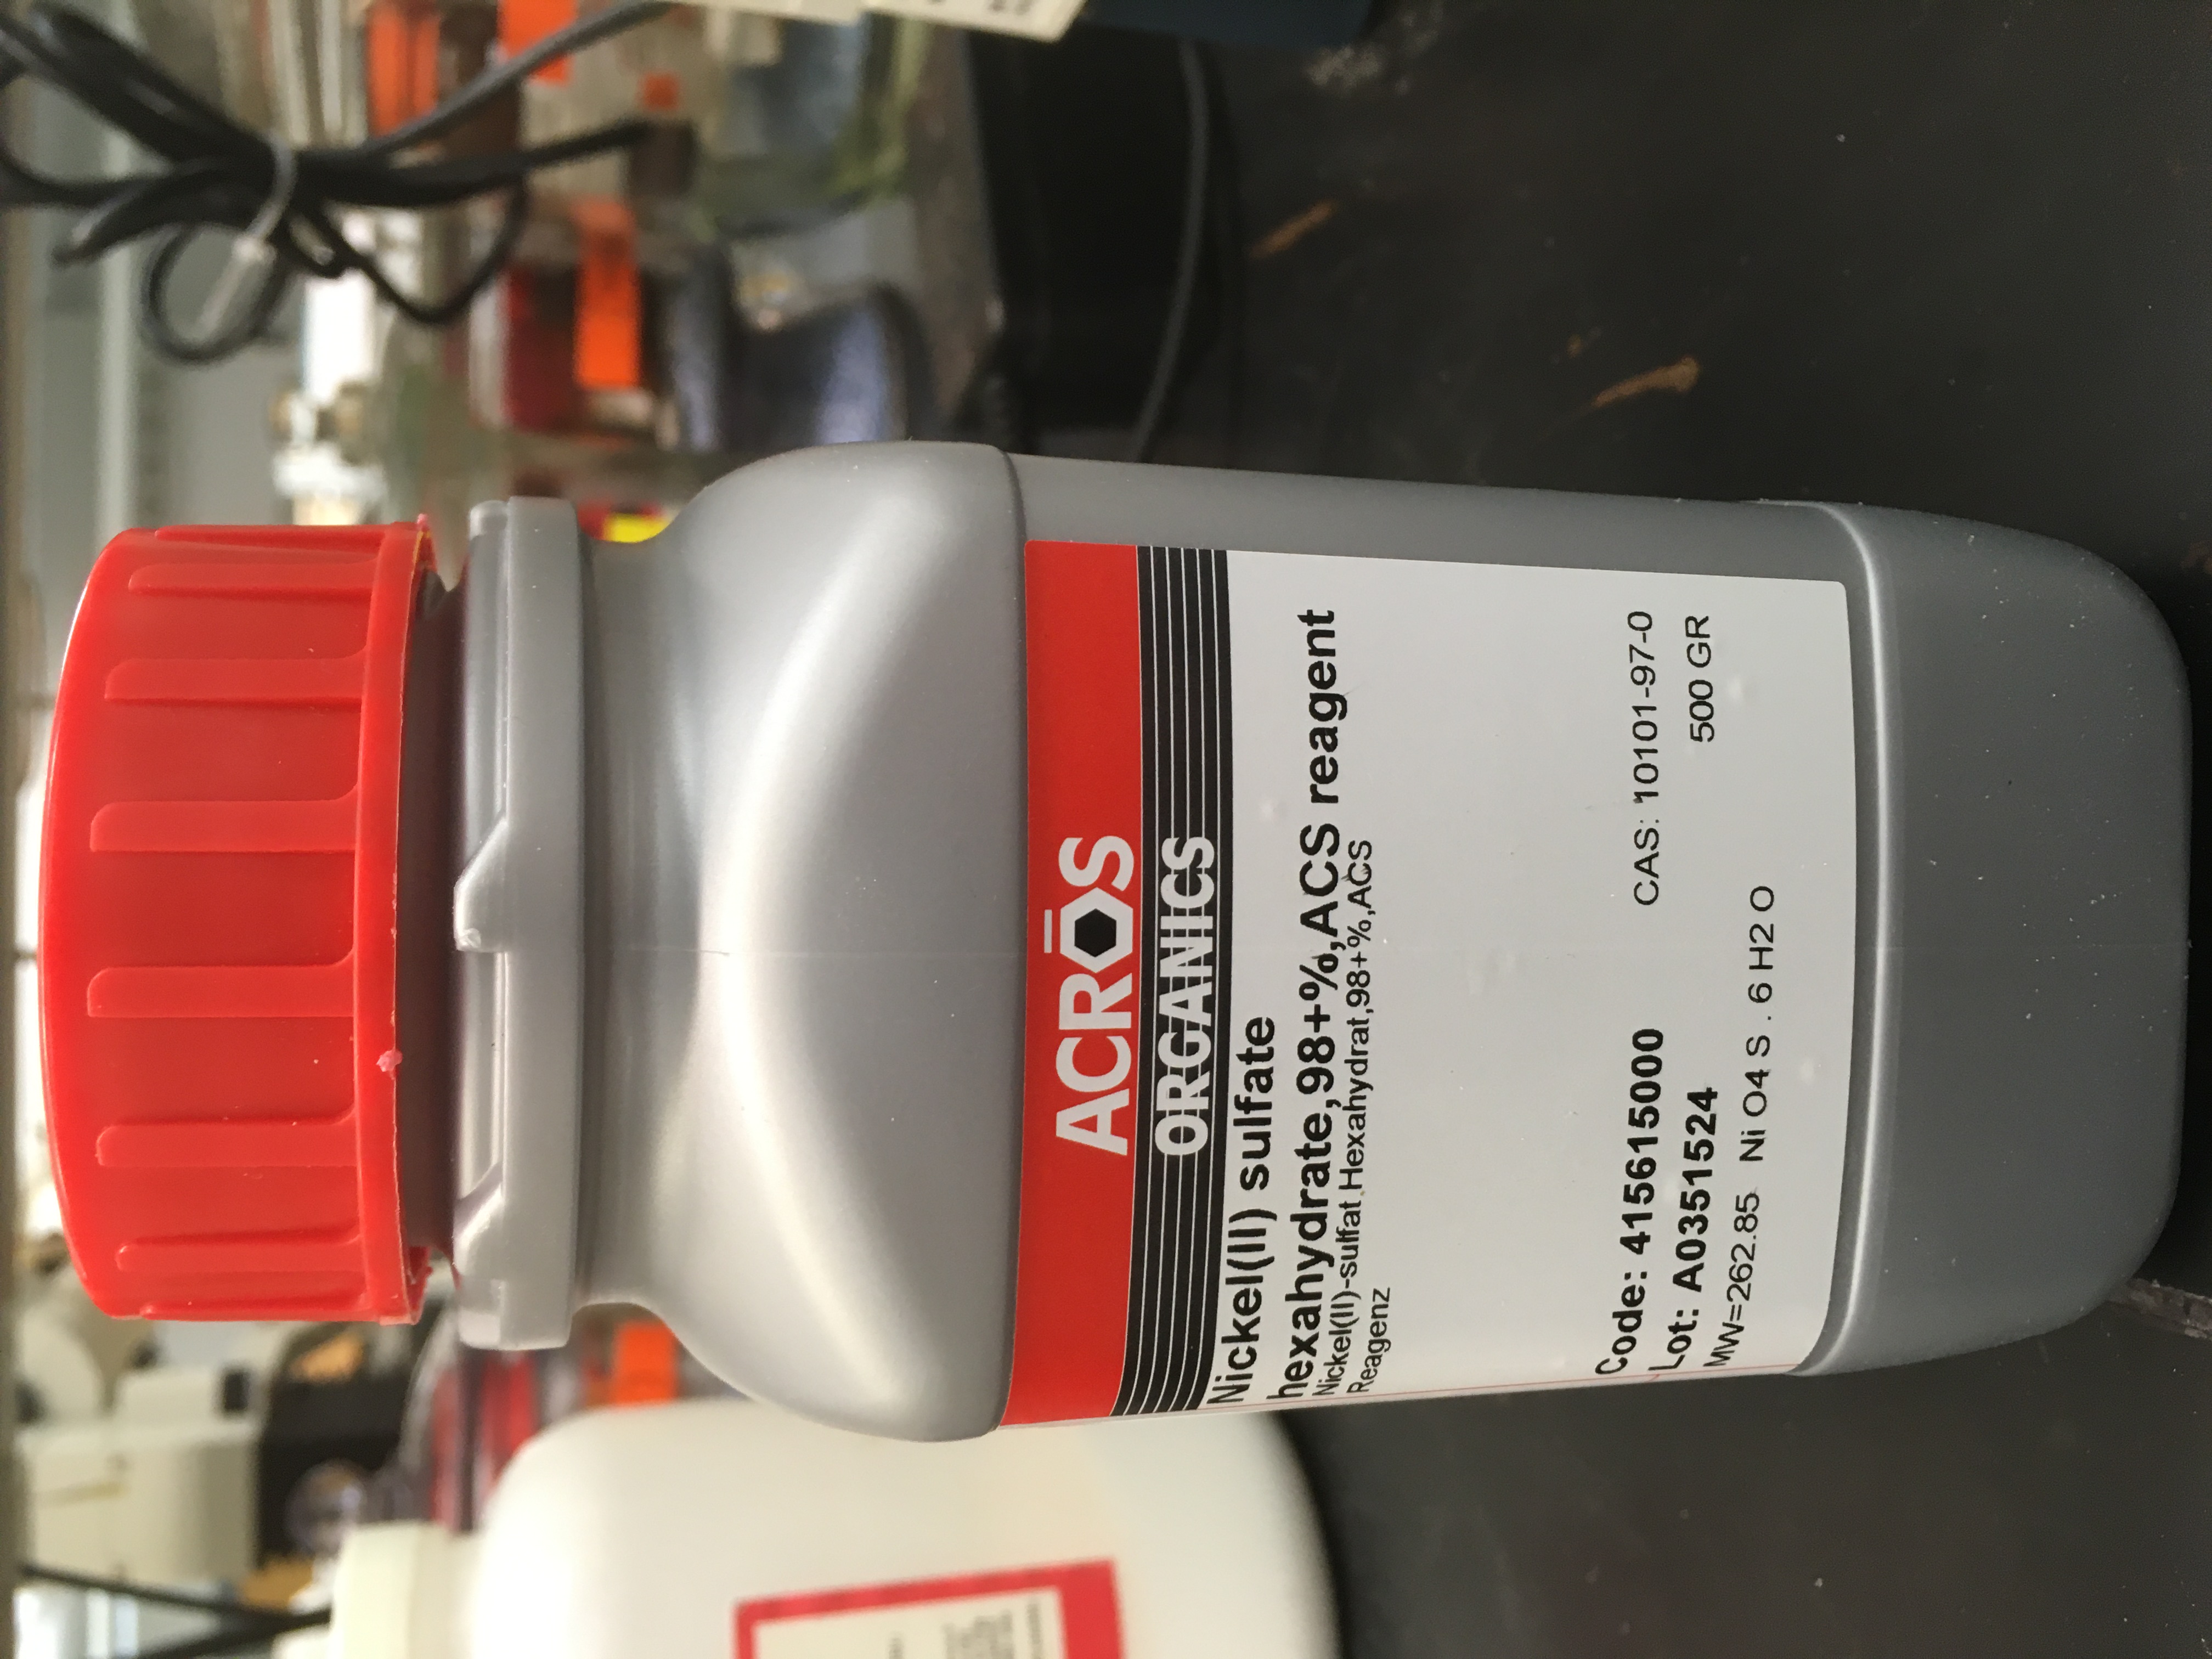 ACRŌS
ORGANICS
Nickel(II) sulfate
hexahydrate,98+%,ACS reagent
Nickel(II)-sulfat Hexahydrat,98+%,ACS
Reagenz
Code: 415615000 CAS: 10101-97-0
Lot: A0351524 500 GR
MW=262.85 Ni O4 S . 6 H2 O